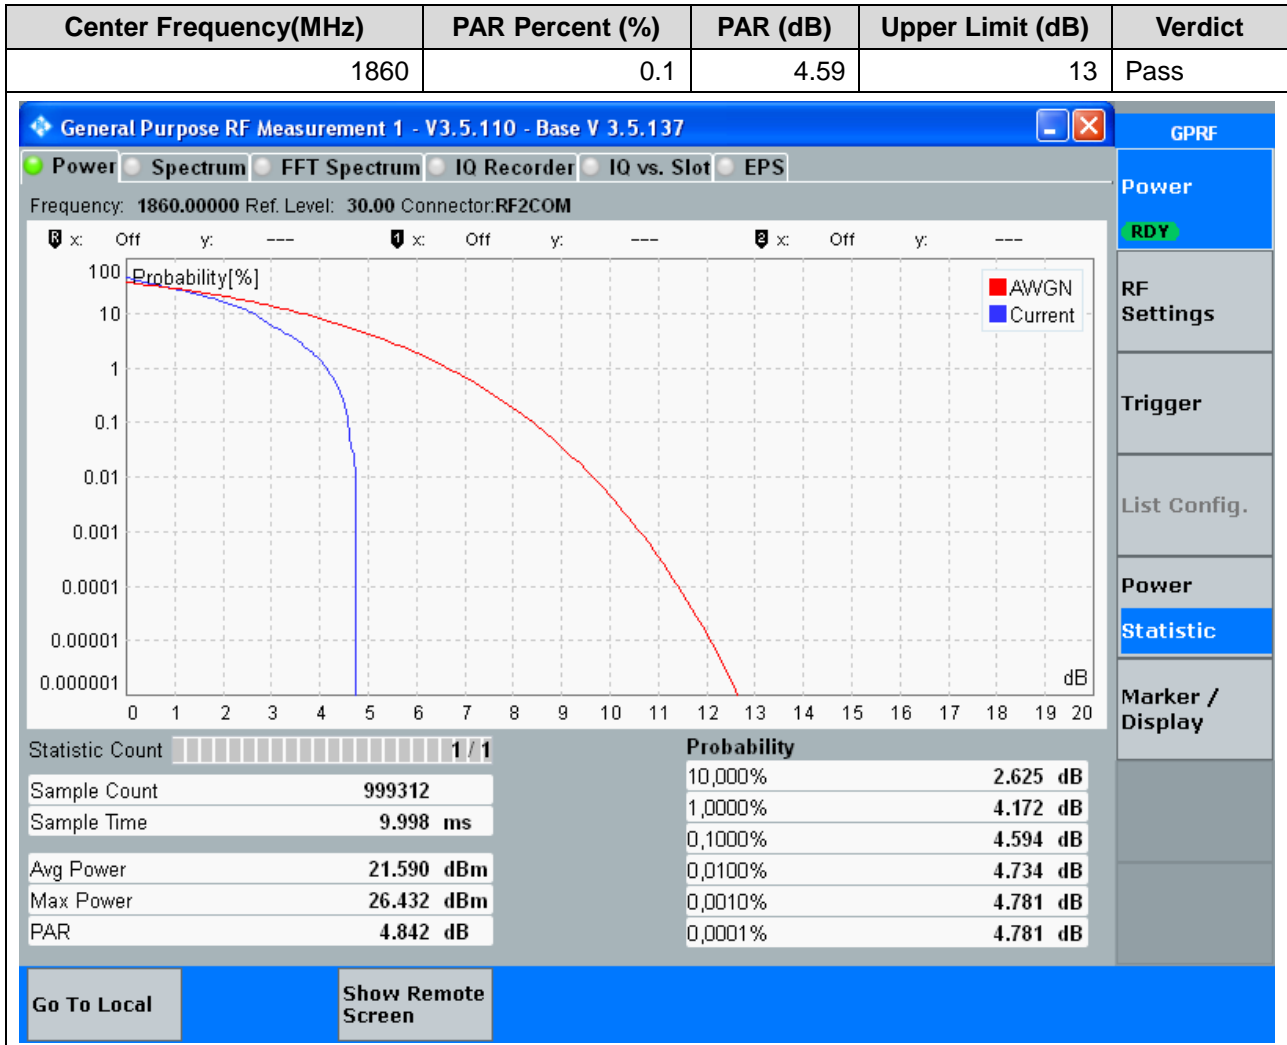 Center Frequency(MHz) PAR Percent (%) PAR (dB) Upper Limit (dB) Verdict
1860 0.1 4.59 13 Pass
General Purpose RF Measurement 1 - V3.5.110 - Base V 3.5.137
GPRF
Power Spectrum FFT Spectrum IQ Recorder IQ vs. Slot EPS
Power
RDY
Frequency: 1860.00000 Ref. Level: 30.00 Connector:RF2COM
R x: Off y: --- 1 x: Off y: --- 2 x: Off y: ---
Probability[%]
AWGN
Current
100
10
1
0.1
0.01
0.001
0.0001
0.00001
0.000001
dB
0 1 2 3 4 5 6 7 8 9 10 11 12 13 14 15 16 17 18 19 20
RF
Settings
Trigger
List Config.
Power
Statistic
Marker /
Display
Statistic Count 1 / 1
Sample Count 999312
Sample Time 9.998 ms
Avg Power 21.590 dBm
Max Power 26.432 dBm
PAR 4.842 dB
Probability
10,000% 2.625 dB
1,0000% 4.172 dB
0,1000% 4.594 dB
0,0100% 4.734 dB
0,0010% 4.781 dB
0,0001% 4.781 dB
Go To Local
Show Remote
Screen